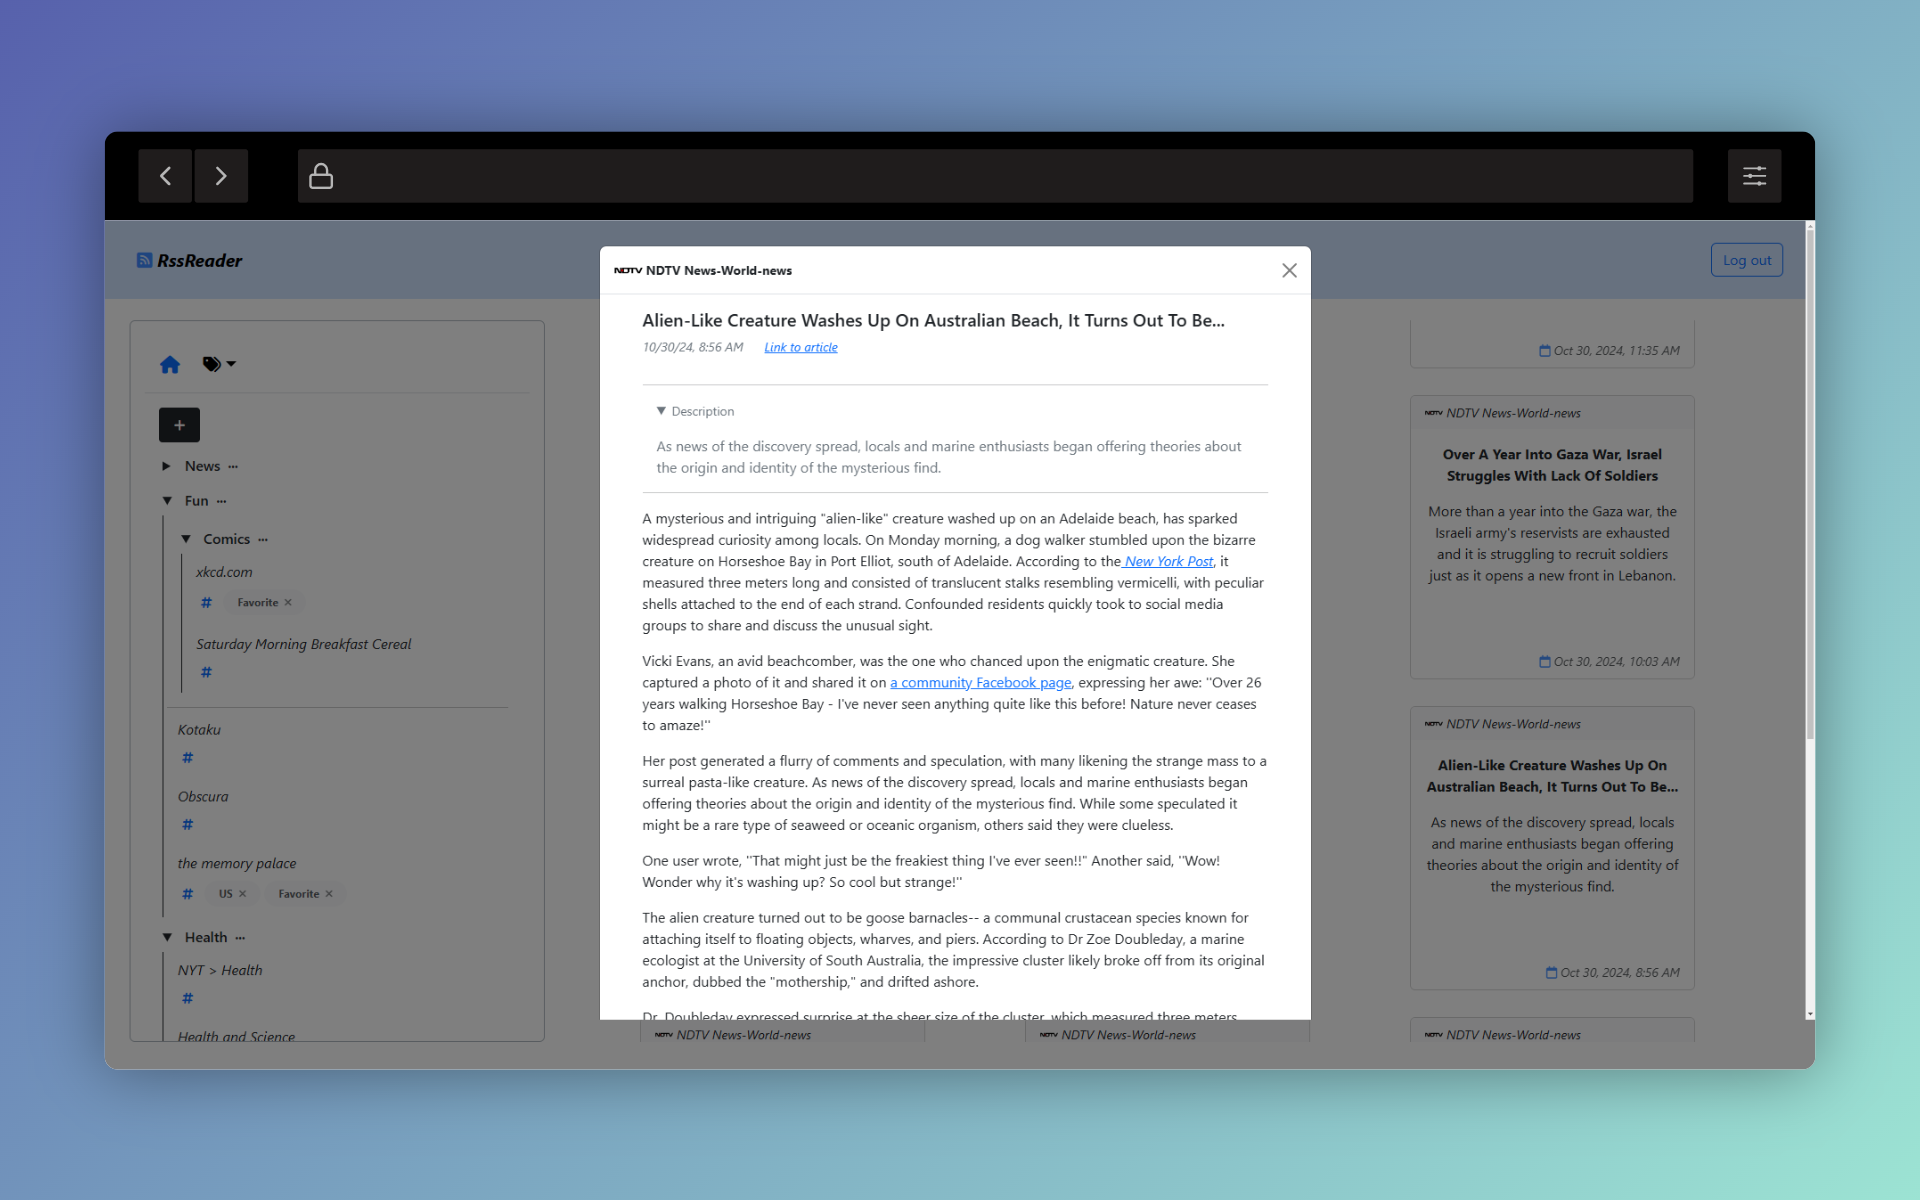 RssReader
Log out
News ...
Fun ...
Comics ...
xkcd.com
# Favorite ×
Saturday Morning Breakfast Cereal
#
Kotaku
#
Obscura
#
the memory palace
# US × Favorite ×
Health ...
NYT > Health
#
Health and Science
NDTV NDTV News-World-news
Alien-Like Creature Washes Up On Australian Beach, It Turns Out To Be...
10/30/24, 8:56 AM Link to article
▼ Description
As news of the discovery spread, locals and marine enthusiasts began offering theories about
the origin and identity of the mysterious find.
A mysterious and intriguing "alien-like" creature washed up on an Adelaide beach, has sparked
widespread curiosity among locals. On Monday morning, a dog walker stumbled upon the bizarre
creature on Horseshoe Bay in Port Elliot, south of Adelaide. According to the New York Post, it
measured three meters long and consisted of translucent stalks resembling vermicelli, with peculiar
shells attached to the end of each strand. Confounded residents quickly took to social media
groups to share and discuss the unusual sight.
Vicki Evans, an avid beachcomber, was the one who chanced upon the enigmatic creature. She
captured a photo of it and shared it on a community Facebook page, expressing her awe: ''Over 26
years walking Horseshoe Bay - I've never seen anything quite like this before! Nature never ceases
to amaze!''
Her post generated a flurry of comments and speculation, with many likening the strange mass to a
surreal pasta-like creature. As news of the discovery spread, locals and marine enthusiasts began
offering theories about the origin and identity of the mysterious find. While some speculated it
might be a rare type of seaweed or oceanic organism, others said they were clueless.
One user wrote, ''That might just be the freakiest thing I've ever seen!!" Another said, ''Wow!
Wonder why it's washing up? So cool but strange!''
The alien creature turned out to be goose barnacles-- a communal crustacean species known for
attaching itself to floating objects, wharves, and piers. According to Dr Zoe Doubleday, a marine
ecologist at the University of South Australia, the impressive cluster likely broke off from its original
anchor, dubbed the "mothership," and drifted ashore.
Dr. Doubleday expressed surprise at the sheer size of the cluster, which measured three meters
NDTV NDTV News-World-news
NDTV NDTV News-World-news
Oct 30, 2024, 11:35 AM
NDTV NDTV News-World-news
Over A Year Into Gaza War, Israel
Struggles With Lack Of Soldiers
More than a year into the Gaza war, the
Israeli army's reservists are exhausted
and it is struggling to recruit soldiers
just as it opens a new front in Lebanon.
Oct 30, 2024, 10:03 AM
NDTV NDTV News-World-news
Alien-Like Creature Washes Up On
Australian Beach, It Turns Out To Be...
As news of the discovery spread, locals
and marine enthusiasts began offering
theories about the origin and identity of
the mysterious find.
Oct 30, 2024, 8:56 AM
NDTV NDTV News-World-news